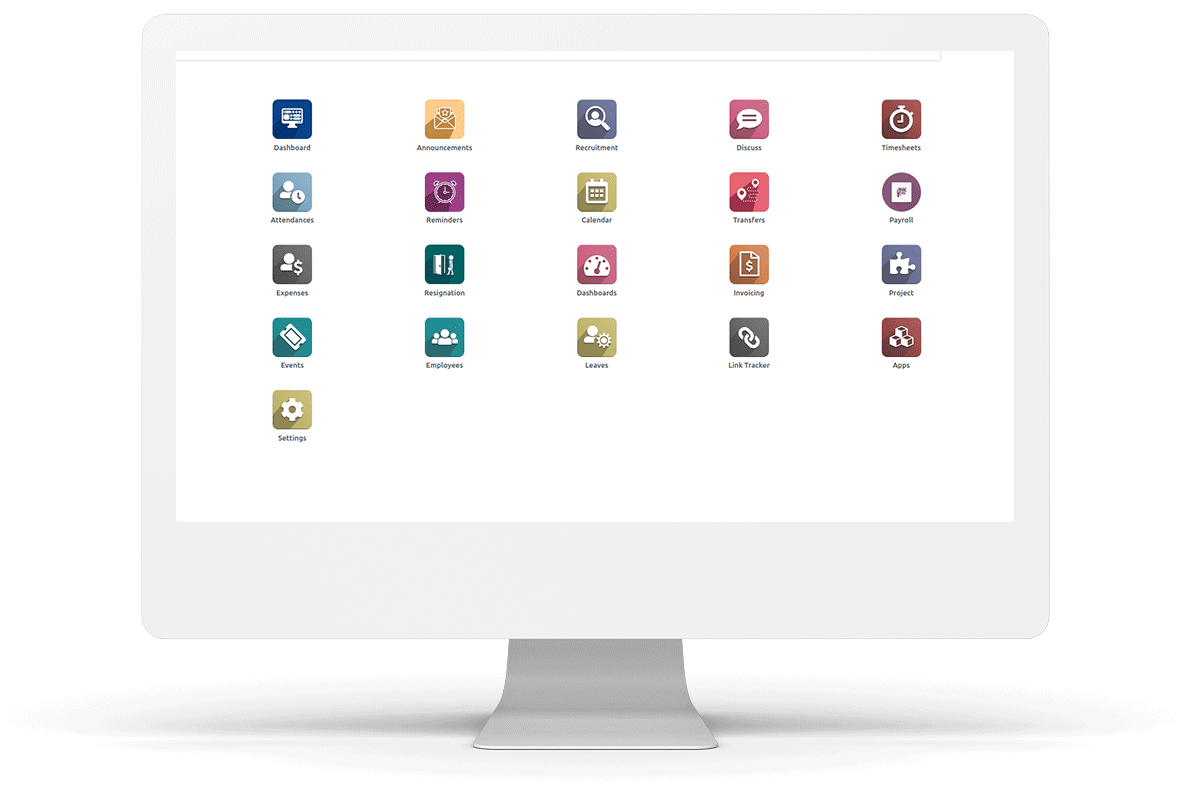 Dashboard
Announcements
Recruitment
Discuss
Timesheets
Attendances
Reminders
Calendar
Transfers
Payroll
Expenses
Resignation
Dashboards
Invoicing
Project
Events
Employees
Leaves
Link Tracker
Apps
Settings